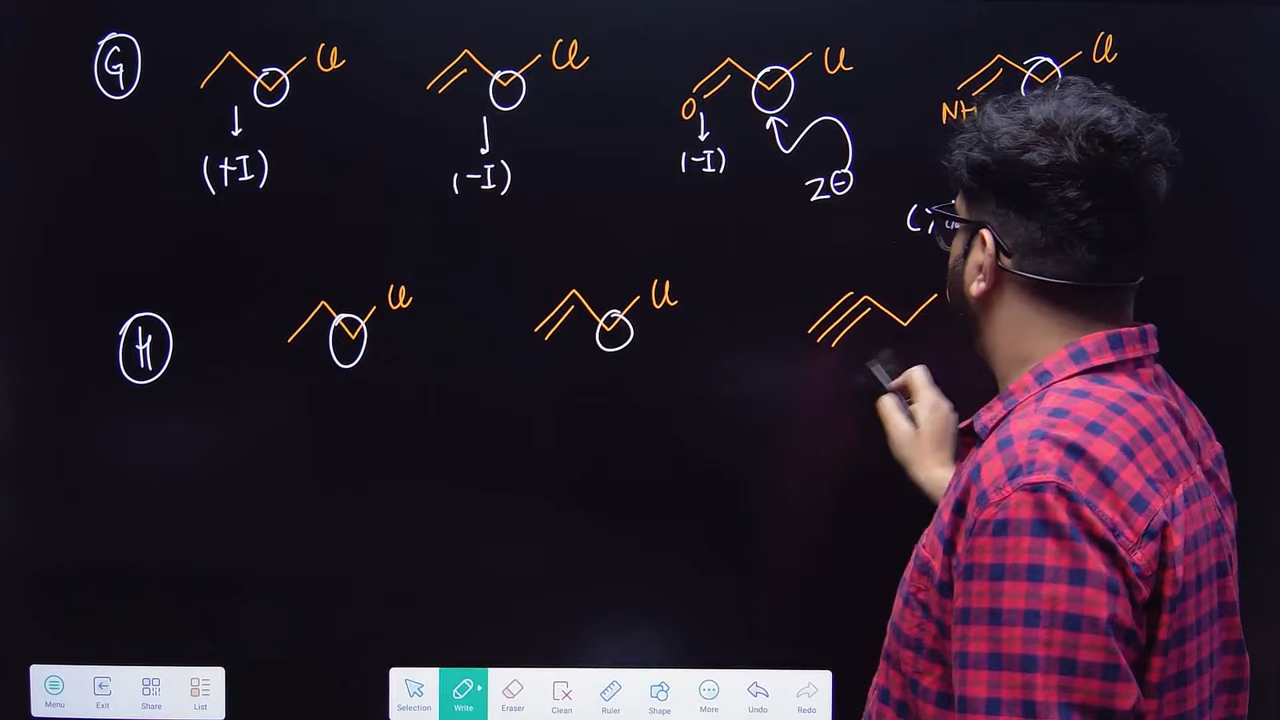 G Cl Cl O Cl NH Cl
(+I) (-I) (-I) Z⊖
H Cl Cl
Menu Exit Share List Selection Write Eraser Clean Ruler Shape More Undo Redo